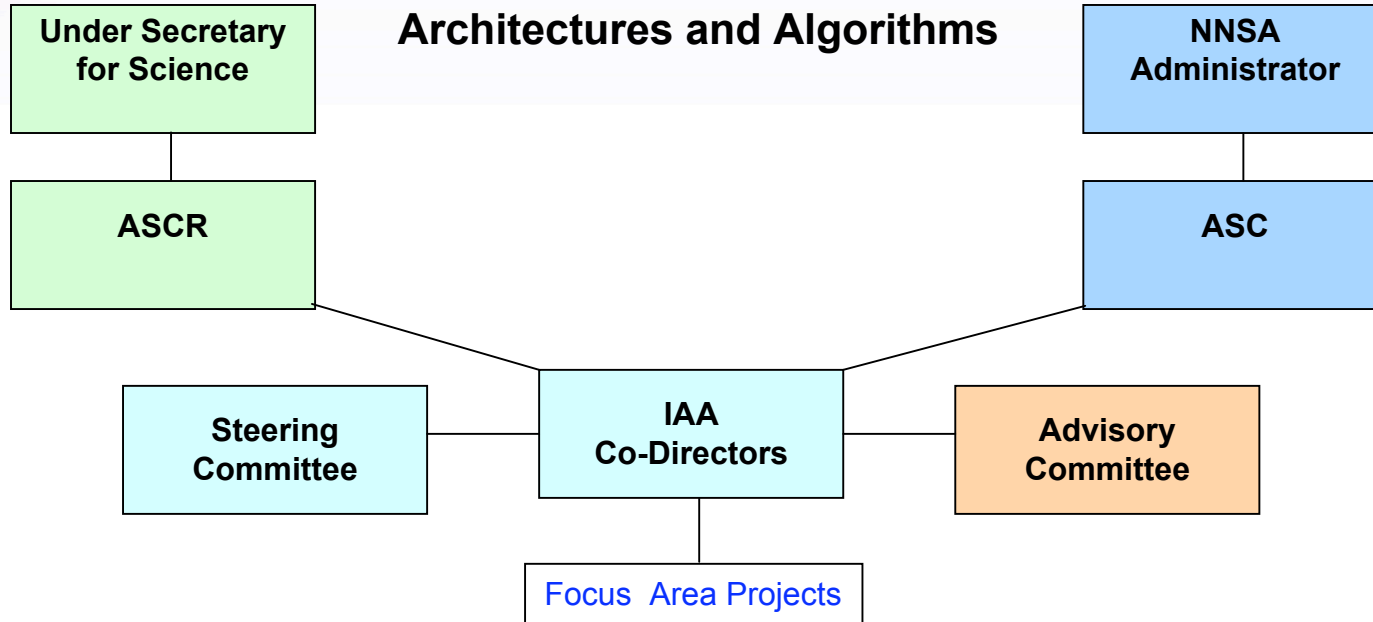 Under Secretary
for Science
Architectures and Algorithms
NNSA
Administrator
ASCR
ASC
Steering
Committee
IAA
Co-Directors
Advisory
Committee
Focus Area Projects